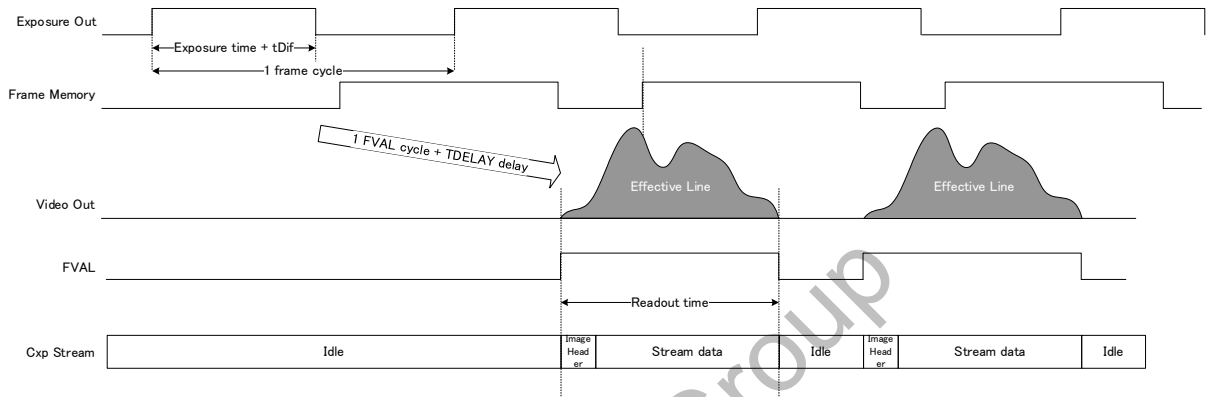 Exposure Out
Exposure time + tDif
1 frame cycle
Frame Memory
1 FVAL cycle + TDELAY delay
Effective Line
Effective Line
Video Out
FVAL
Readout time
Cxp Stream
Idle
Image
Head
er
Stream data
Idle
Image
Head
er
Stream data
Idle
Group